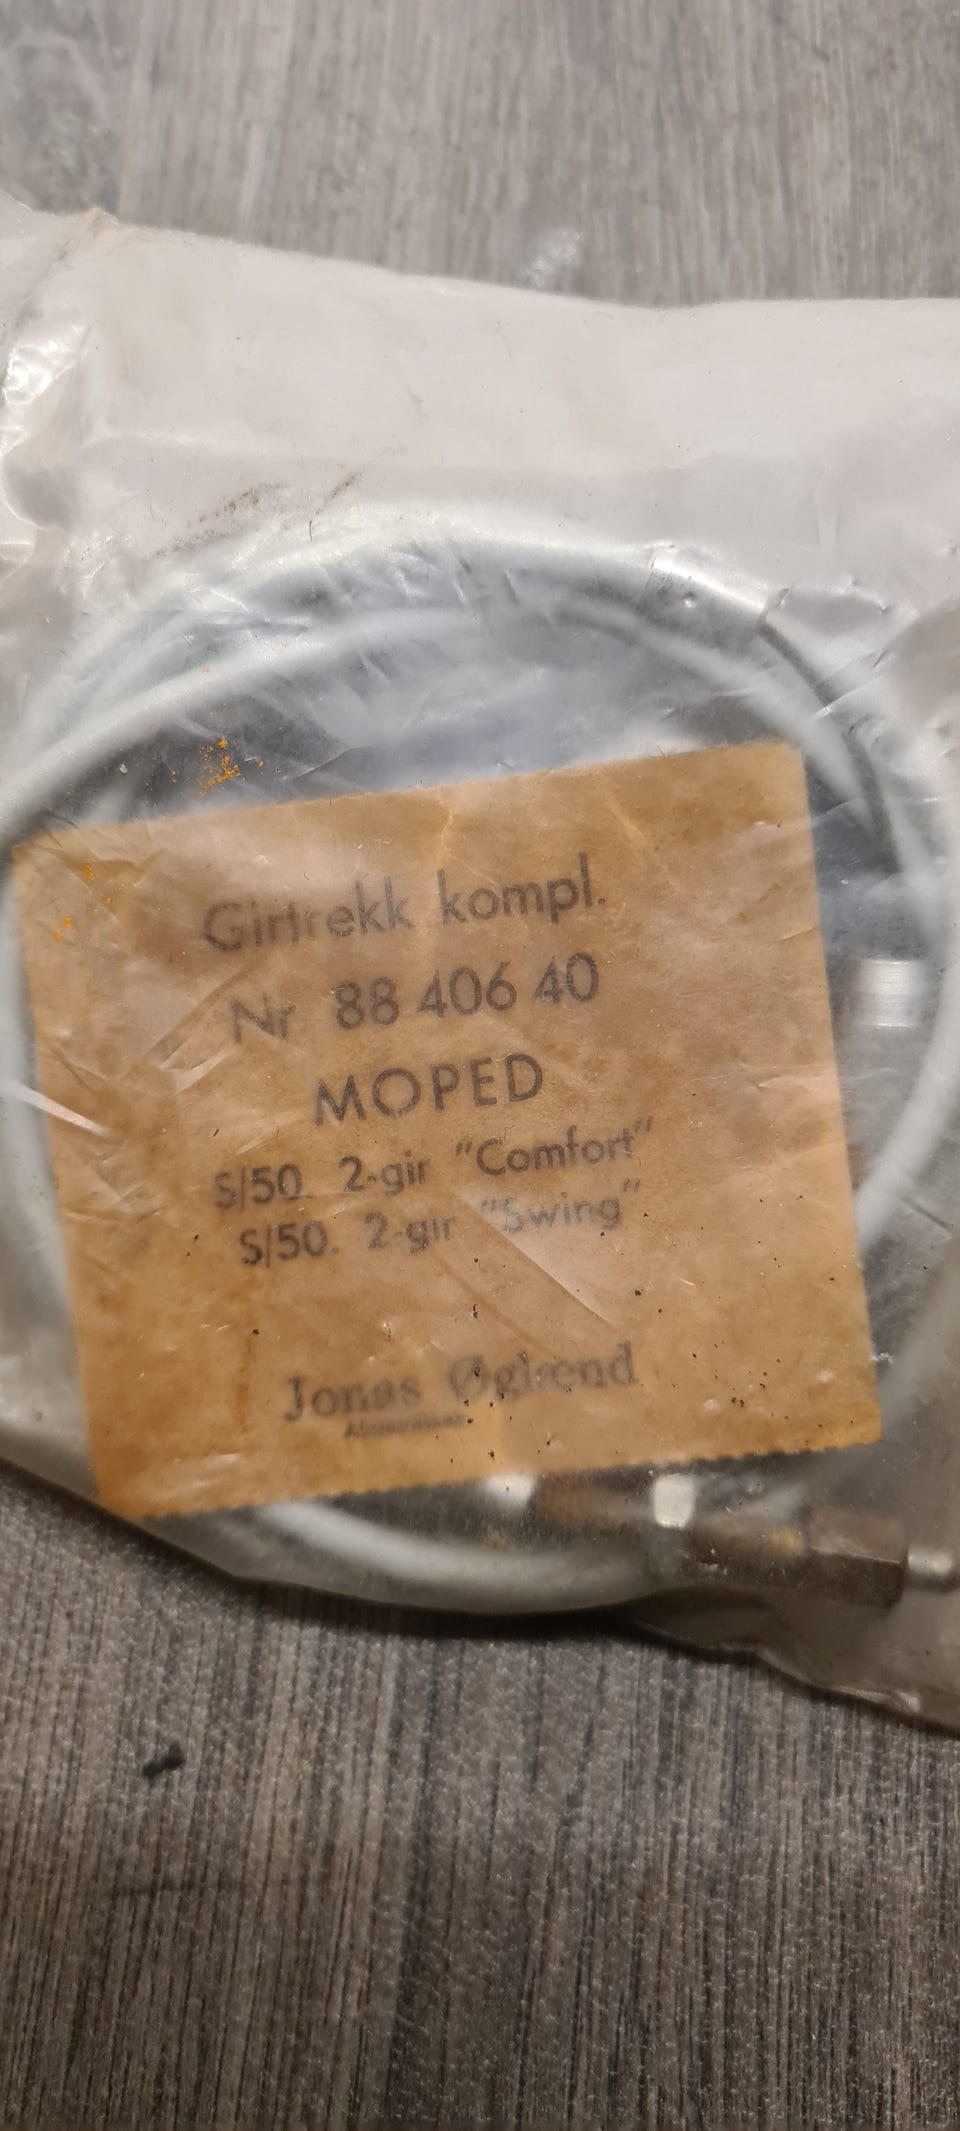 Girtrekk kompl.
Nr 88 406 40
MOPED
S/50. 2-gir "Comfort"
S/50. 2-gir "Swing"
Jonas Øglænd